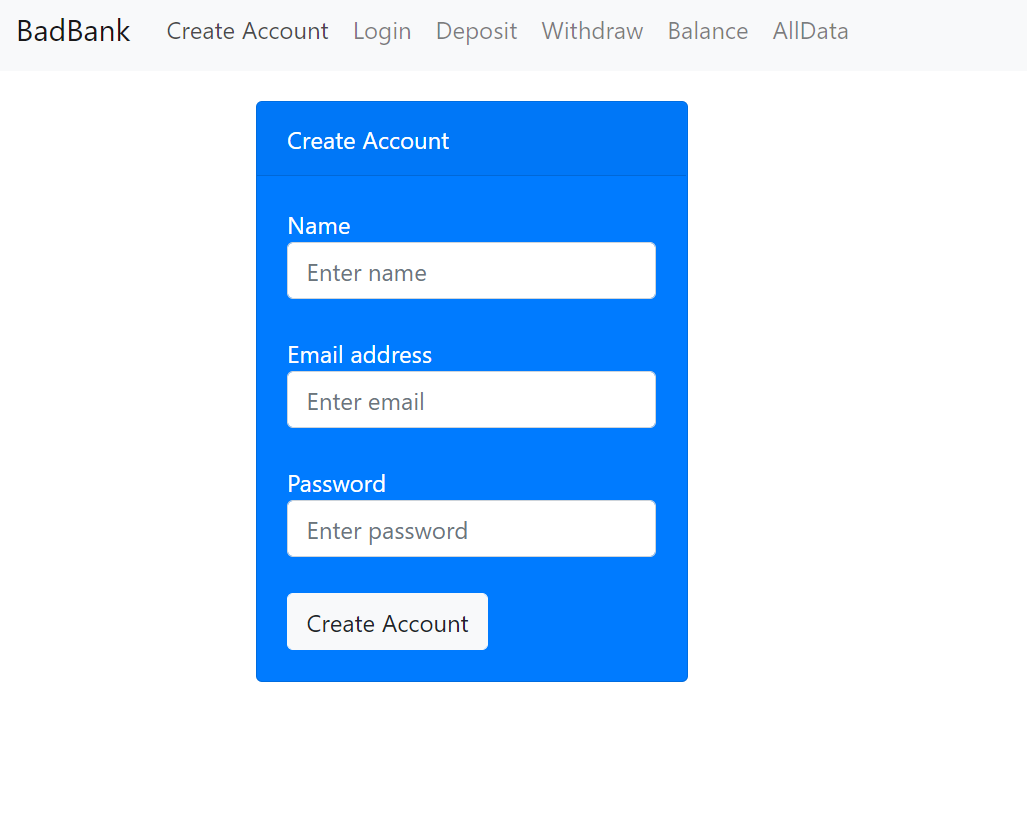 BadBank Create Account Login Deposit Withdraw Balance AllData
Create Account
Name
Enter name
Email address
Enter email
Password
Enter password
Create Account